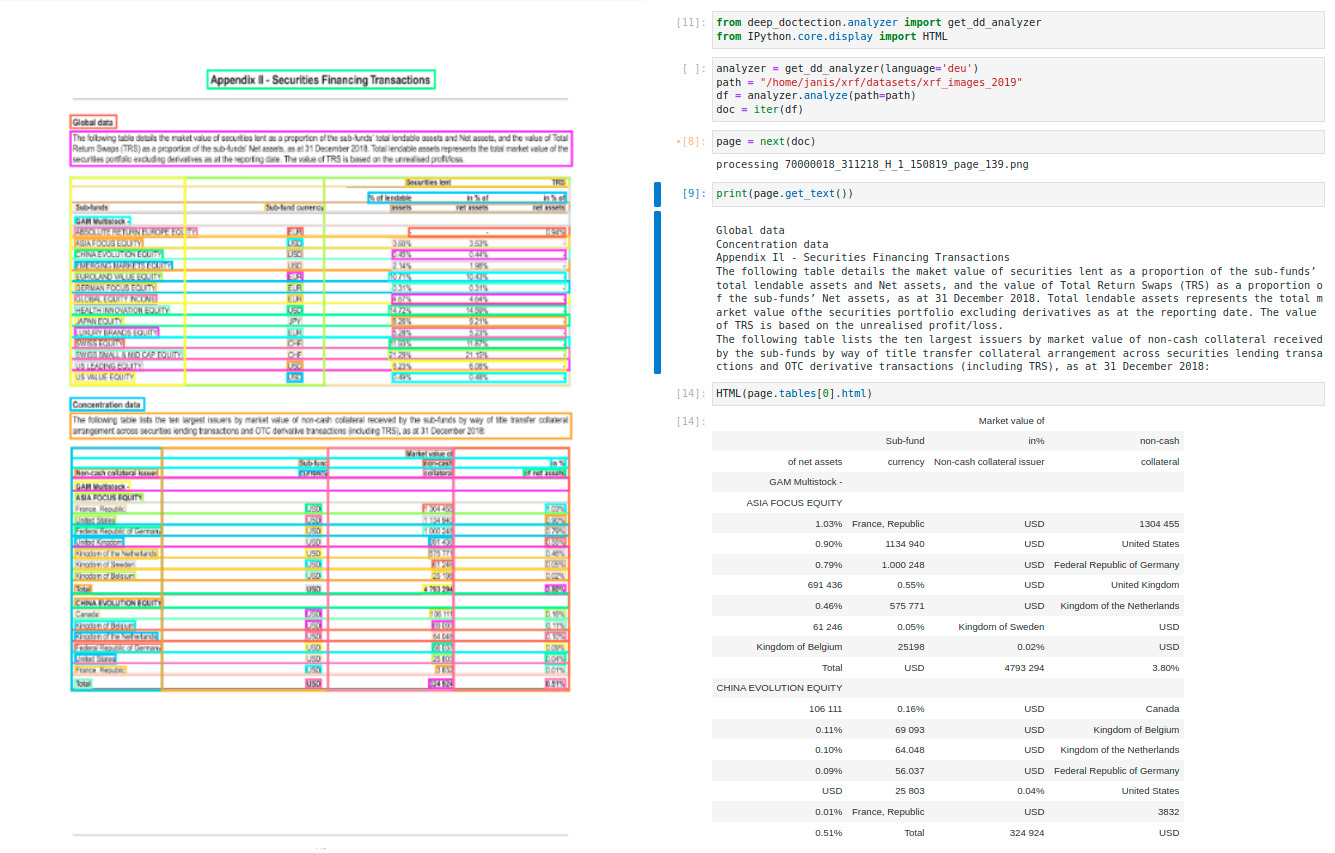 Appendix II - Securities Financing Transactions
Global data
The following table details the maket value of securities lent as a proportion of the sub-funds' total lendable assets and Net assets, and the value of Total
Return Swaps (TRS) as a proportion of the sub-funds' Net assets, as at 31 December 2018. Total lendable assets represents the total market value of the
securities portfolio excluding derivatives as at the reporting date. The value of TRS is based on the unrealised profit/loss.
Securities lent TRS
% of lendable in % of in % of
Sub-funds Sub-fund currency assets net assets net assets
GAM Multistock -
ABSOLUTE RETURN EUROPE EQUITY EUR - - 0.94%
ASIA FOCUS EQUITY USD 3.60% 3.53% -
CHINA EVOLUTION EQUITY USD 0.45% 0.44% -
EMERGING MARKETS EQUITY USD 2.14% 1.98% -
EUROLAND VALUE EQUITY EUR 10.71% 10.43% -
GERMAN FOCUS EQUITY EUR 0.31% 0.31% -
GLOBAL EQUITY INCOME EUR 4.67% 4.64% -
HEALTH INNOVATION EQUITY USD 14.72% 14.59% -
JAPAN EQUITY JPY 9.26% 9.21% -
LUXURY BRANDS EQUITY EUR 5.28% 5.23% -
SWISS EQUITY CHF 11.93% 11.87% -
SWISS SMALL & MID CAP EQUITY CHF 21.29% 21.15% -
US LEADING EQUITY USD 6.23% 6.08% -
US VALUE EQUITY USD 0.49% 0.48% -
Concentration data
The following table lists the ten largest issuers by market value of non-cash collateral received by the sub-funds by way of title transfer collateral
arrangement across securities lending transactions and OTC derivative transactions (including TRS), as at 31 December 2018:
Market value of
Sub-fund non-cash in %
Non-cash collateral issuer currency collateral of net assets
GAM Multistock -
ASIA FOCUS EQUITY
France, Republic USD 1 304 455 1.03%
United States USD 1 134 940 0.90%
Federal Republic of Germany USD 1 000 248 0.79%
United Kingdom USD 691 436 0.55%
Kingdom of the Netherlands USD 575 771 0.46%
Kingdom of Sweden USD 61 246 0.05%
Kingdom of Belgium USD 25 198 0.02%
Total USD 4 793 294 3.80%
CHINA EVOLUTION EQUITY
Canada USD 106 111 0.16%
Kingdom of Belgium USD 69 093 0.11%
Kingdom of the Netherlands USD 64 048 0.10%
Federal Republic of Germany USD 56 037 0.09%
United States USD 25 803 0.04%
France, Republic USD 3 832 0.01%
Total USD 324 924 0.51%
[11]: from deep_doctection.analyzer import get_dd_analyzer
from IPython.core.display import HTML
[ ]: analyzer = get_dd_analyzer(language='deu')
path = "/home/janis/xrf/datasets/xrf_images_2019"
df = analyzer.analyze(path=path)
doc = iter(df)
•[8]: page = next(doc)
processing 70000018_311218_H_1_150819_page_139.png
[9]: print(page.get_text())
Global data
Concentration data
Appendix Il - Securities Financing Transactions
The following table details the maket value of securities lent as a proportion of the sub-funds’
total lendable assets and Net assets, and the value of Total Return Swaps (TRS) as a proportion o
f the sub-funds’ Net assets, as at 31 December 2018. Total lendable assets represents the total m
arket value ofthe securities portfolio excluding derivatives as at the reporting date. The value
of TRS is based on the unrealised profit/loss.
The following table lists the ten largest issuers by market value of non-cash collateral received
by the sub-funds by way of title transfer collateral arrangement across securities lending transa
ctions and OTC derivative transactions (including TRS), as at 31 December 2018:
[14]: HTML(page.tables[0].html)
[14]: Market value of
Sub-fund in% non-cash
of net assets currency Non-cash collateral issuer collateral
GAM Multistock -
ASIA FOCUS EQUITY
1.03% France, Republic USD 1304 455
0.90% 1134 940 USD United States
0.79% 1.000 248 USD Federal Republic of Germany
691 436 0.55% USD United Kingdom
0.46% 575 771 USD Kingdom of the Netherlands
61 246 0.05% Kingdom of Sweden USD
Kingdom of Belgium 25198 0.02% USD
Total USD 4793 294 3.80%
CHINA EVOLUTION EQUITY
106 111 0.16% USD Canada
0.11% 69 093 USD Kingdom of Belgium
0.10% 64.048 USD Kingdom of the Netherlands
0.09% 56.037 USD Federal Republic of Germany
USD 25 803 0.04% United States
0.01% France, Republic USD 3832
0.51% Total 324 924 USD